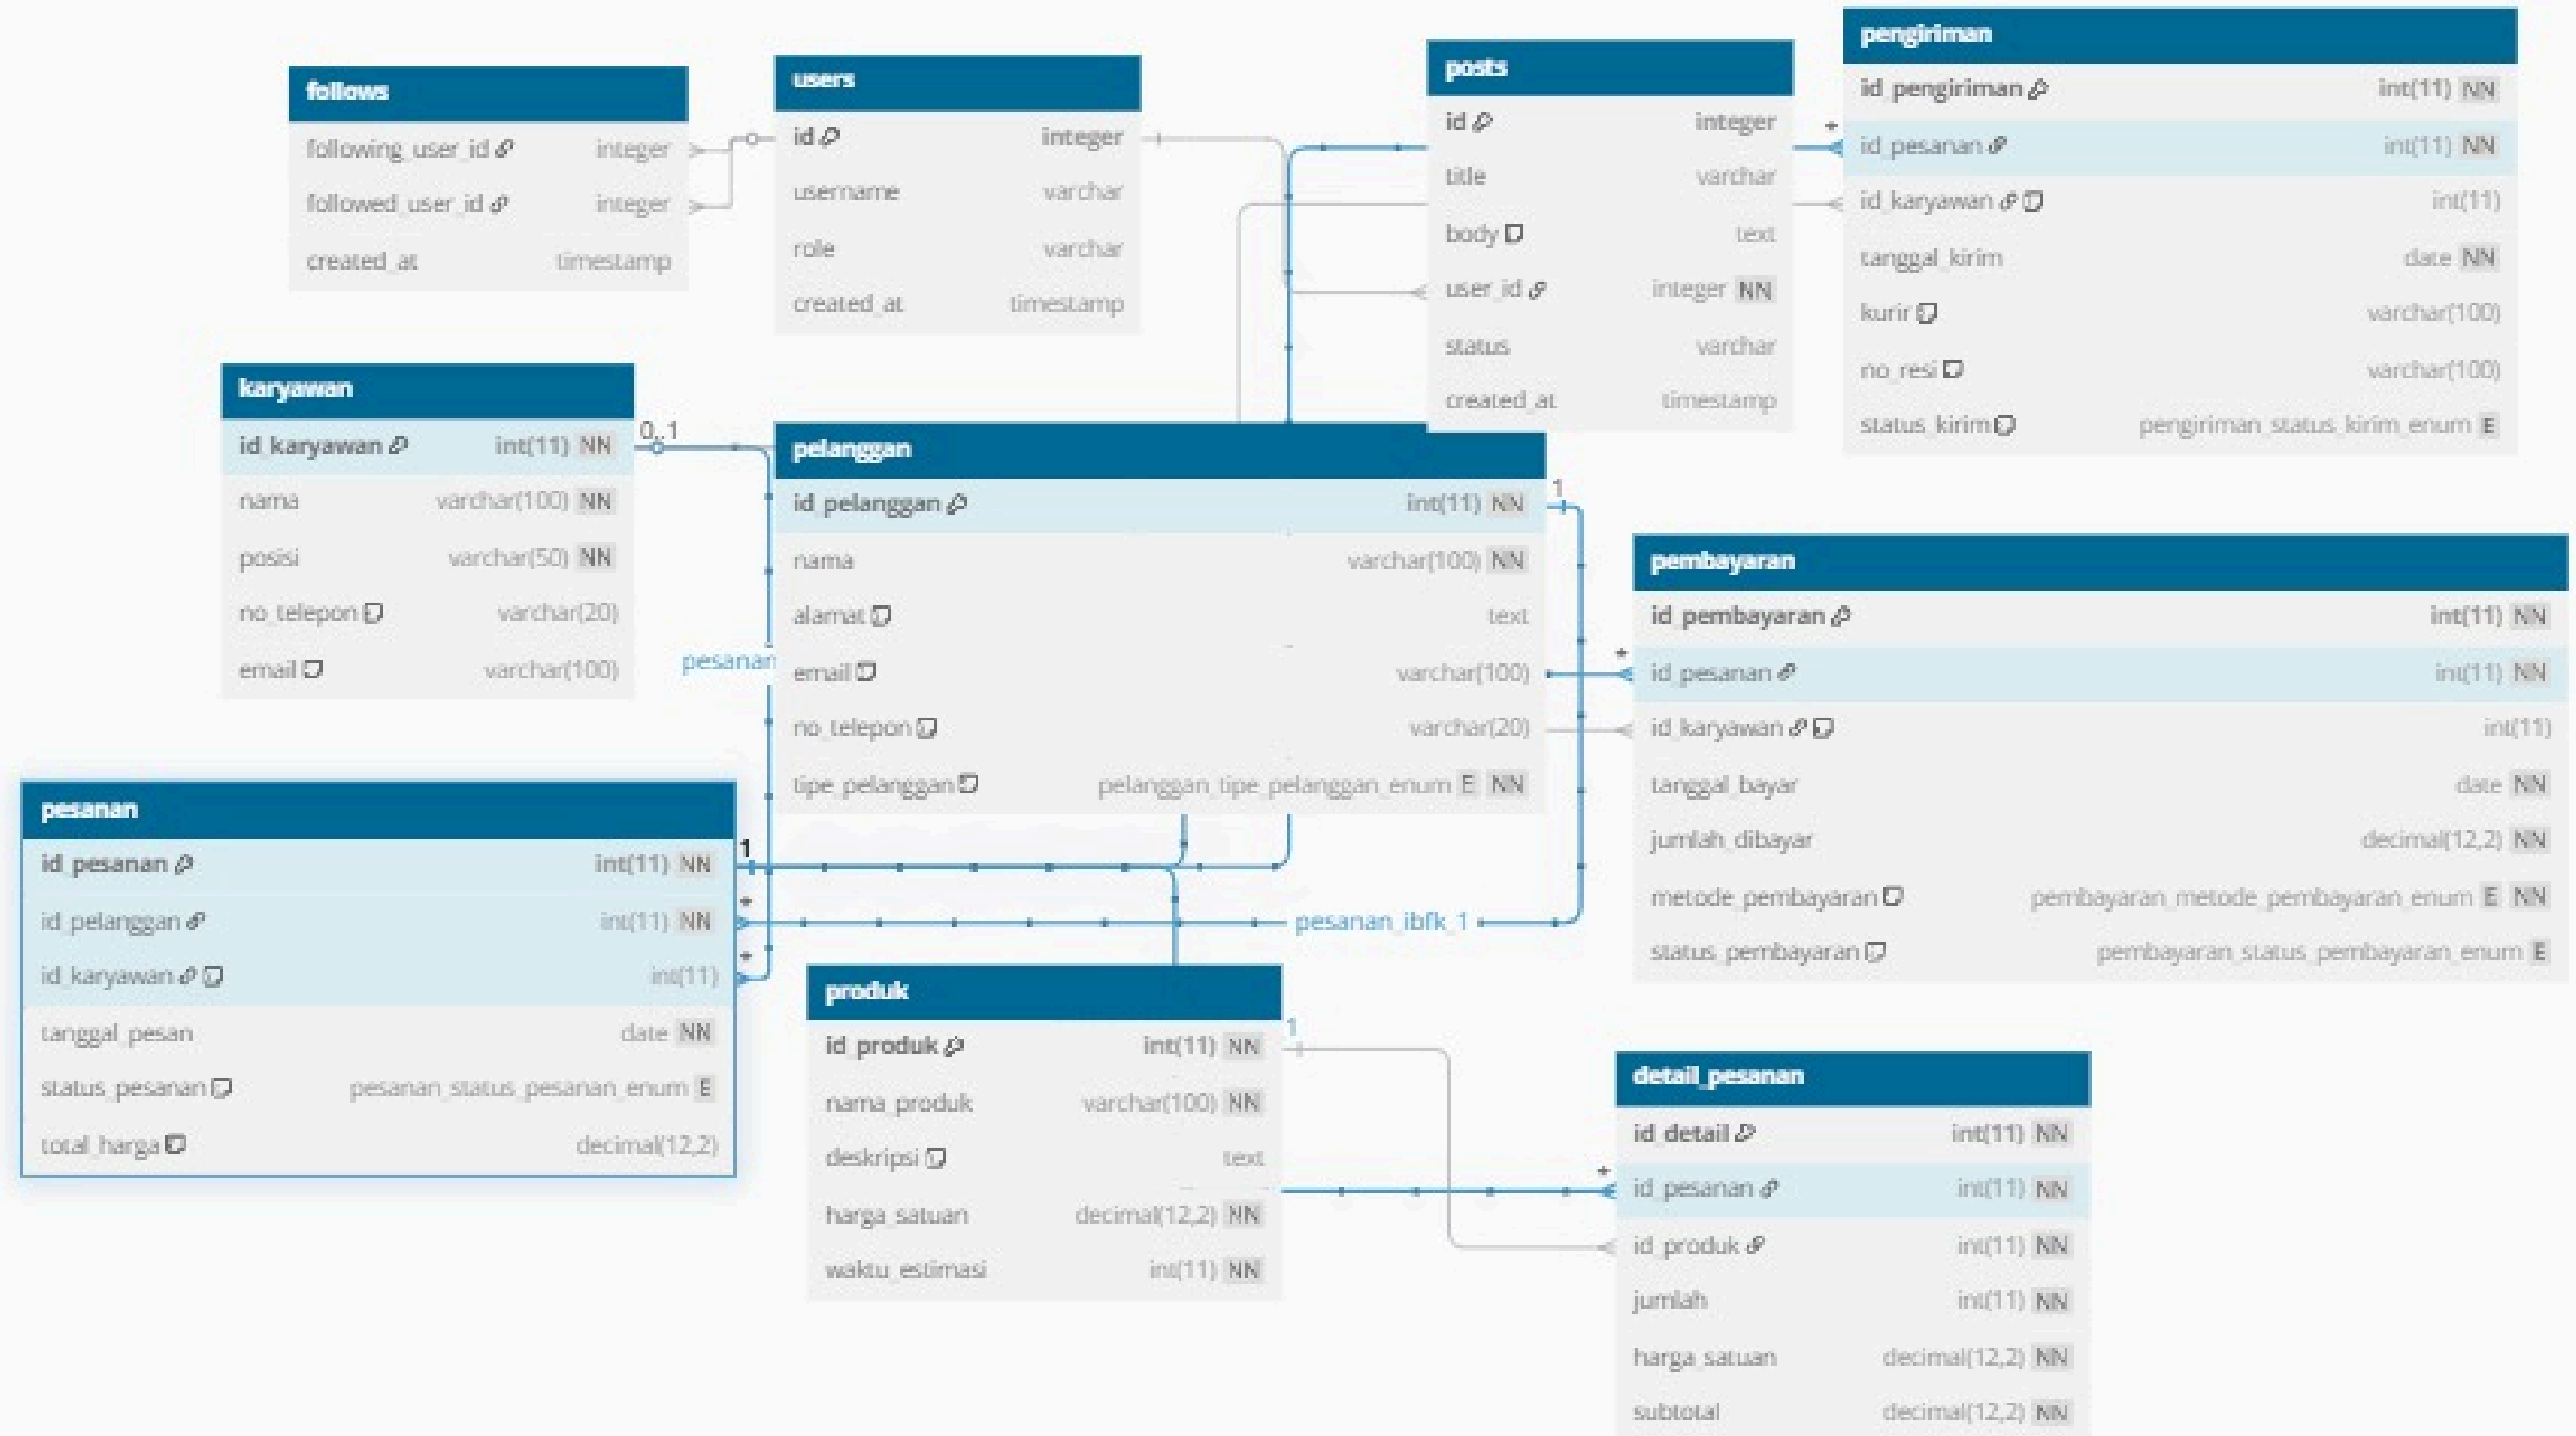 follows
following_user_id integer
followed_user_id integer
created_at timestamp
users
id integer
username varchar
role varchar
created_at timestamp
posts
id integer
title varchar
body text
user_id integer NN
status varchar
created_at timestamp
pengiriman
id_pengiriman int(11) NN
* id_pesanan int(11) NN
id_karyawan int(11)
tanggal_kirim date NN
kurir varchar(100)
no_resi varchar(100)
status_kirim pengiriman_status_kirim_enum E
karyawan
id_karyawan int(11) NN 0..1
nama varchar(100) NN
posisi varchar(50) NN
no_telepon varchar(20)
email varchar(100)
pesanan
pelanggan
id_pelanggan int(11) NN 1
nama varchar(100) NN
alamat text
email varchar(100)
no_telepon varchar(20)
tipe_pelanggan pelanggan_tipe_pelanggan_enum E NN
pembayaran
id_pembayaran int(11) NN
* id_pesanan int(11) NN
id_karyawan int(11)
tanggal_bayar date NN
jumlah_dibayar decimal(12,2) NN
metode_pembayaran pembayaran_metode_pembayaran_enum E NN
status_pembayaran pembayaran_status_pembayaran_enum E
pesanan
id_pesanan int(11) NN 1
id_pelanggan int(11) NN *
id_karyawan int(11) *
tanggal_pesan date NN
status_pesanan pesanan_status_pesanan_enum E
total_harga decimal(12,2)
pesanan_ibfk_1
produk
id_produk int(11) NN 1
nama_produk varchar(100) NN
deskripsi text
harga_satuan decimal(12,2) NN
waktu_estimasi int(11) NN
detail_pesanan
id_detail int(11) NN
* id_pesanan int(11) NN
id_produk int(11) NN
jumlah int(11) NN
harga_satuan decimal(12,2) NN
subtotal decimal(12,2) NN